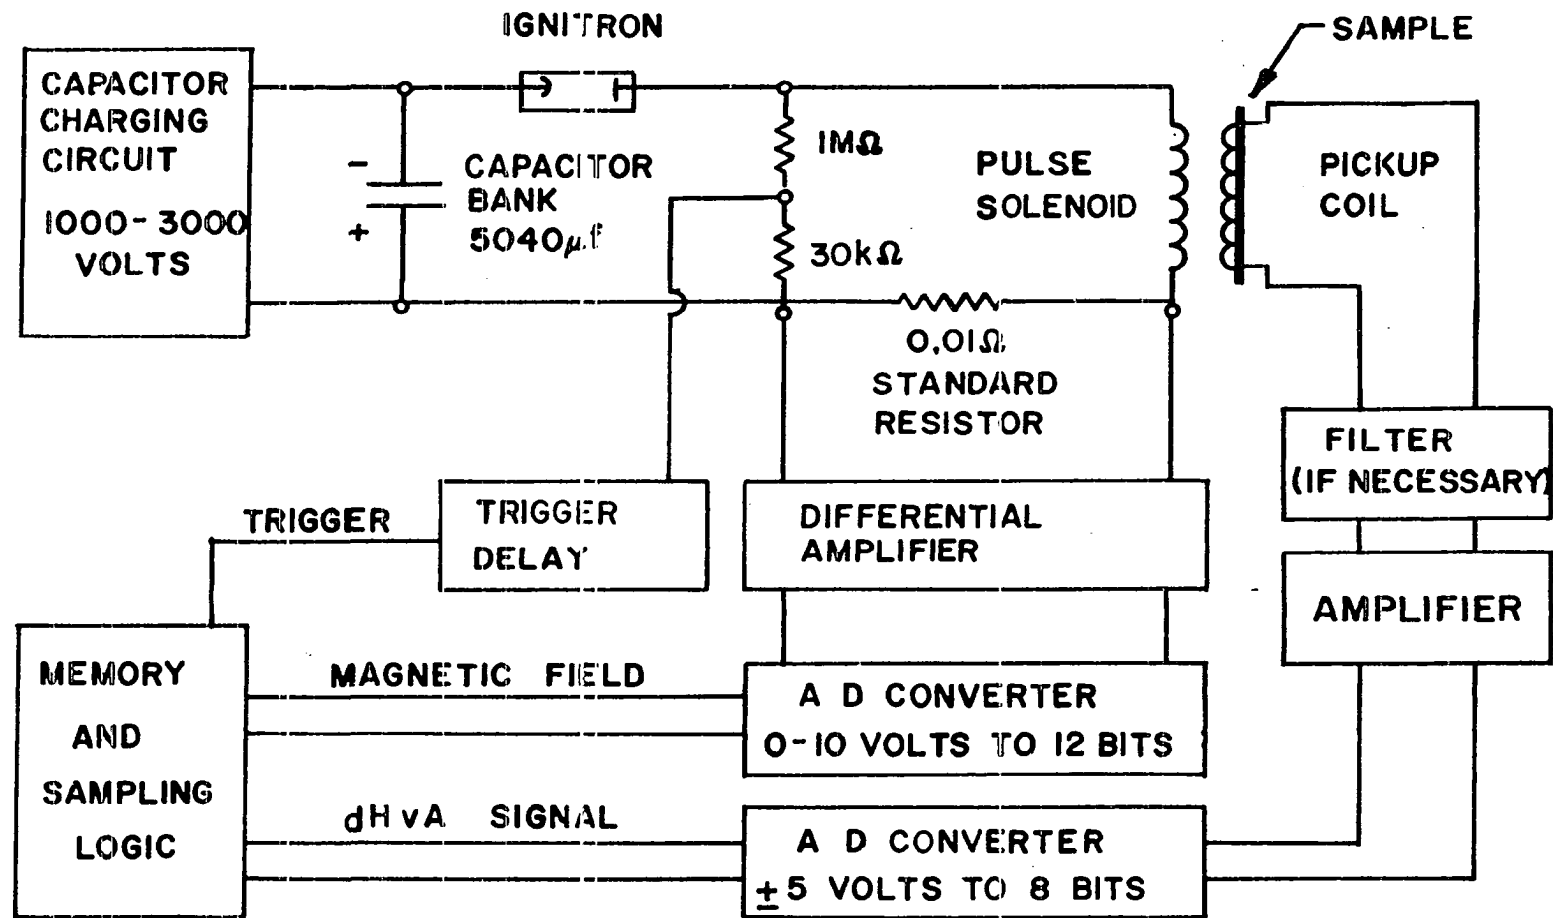 IGNITRON
SAMPLE
CAPACITOR
CHARGING
CIRCUIT
1000-3000
VOLTS
-
+
CAPACITOR
BANK
5040μf
1MΩ
30kΩ
PULSE
SOLENOID
PICKUP
COIL
0.01Ω
STANDARD
RESISTOR
FILTER
(IF NECESSARY)
TRIGGER
TRIGGER
DELAY
DIFFERENTIAL
AMPLIFIER
AMPLIFIER
MEMORY
AND
SAMPLING
LOGIC
MAGNETIC FIELD
A D CONVERTER
0-10 VOLTS TO 12 BITS
dHvA SIGNAL
A D CONVERTER
±5 VOLTS TO 8 BITS